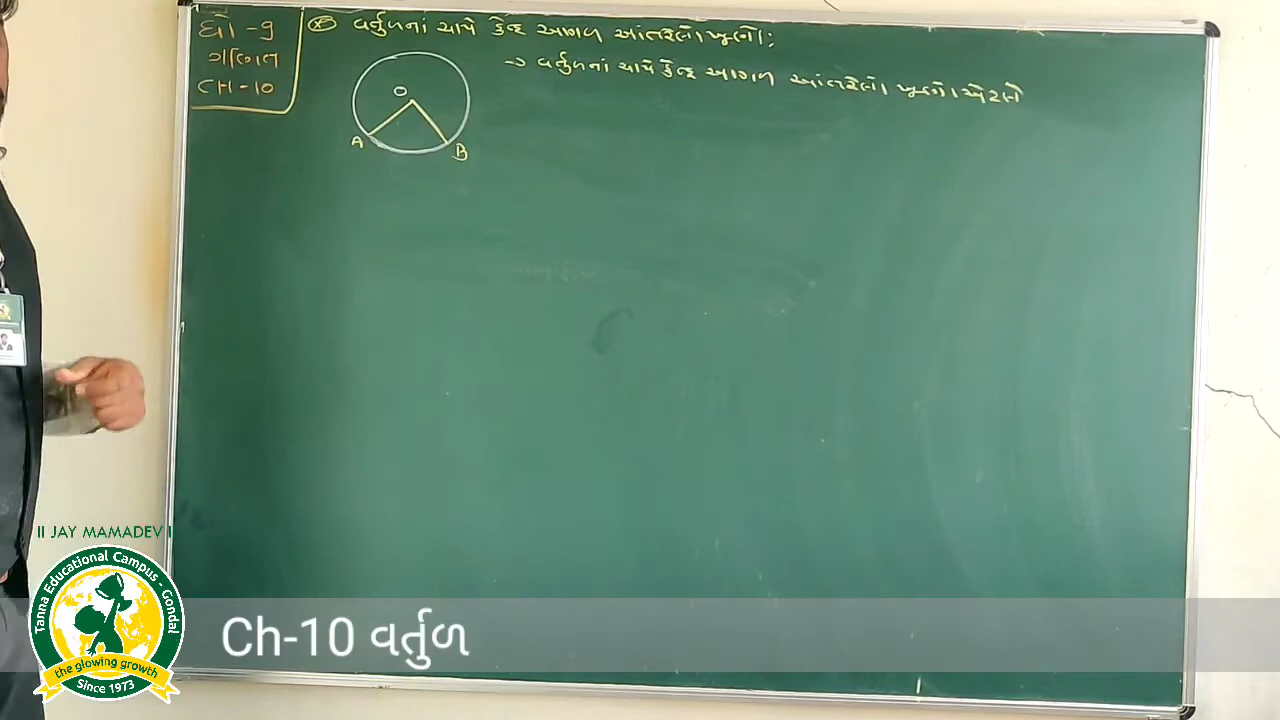 ધો - 9
ગણિત
CH - 10
વર્તુળનાં ચાપે કેન્દ્ર આગળ આંતરેલો ખૂણો :
→ વર્તુળનાં ચાપે કેન્દ્ર આગળ આંતરેલો ખૂણો એટલે
O
A
B
II JAY MAMADEV I
Tanna Educational Campus - Gondal
the glowing growth
Since 1973
Ch-10 વર્તુળ